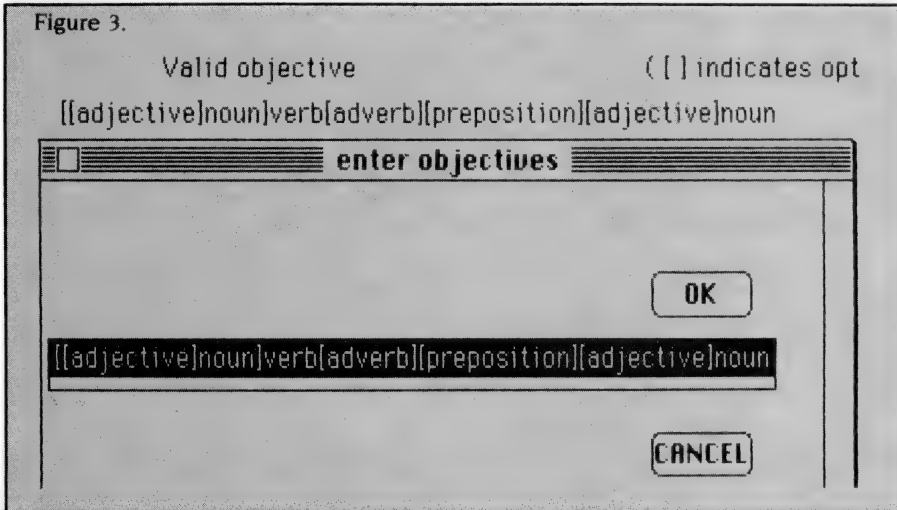 Figure 3.
Valid objective ( [ ] indicates opt
[[adjective]noun]verb[adverb][preposition][adjective]noun
enter objectives
OK
[[adjective]noun]verb[adverb][preposition][adjective]noun
CANCEL